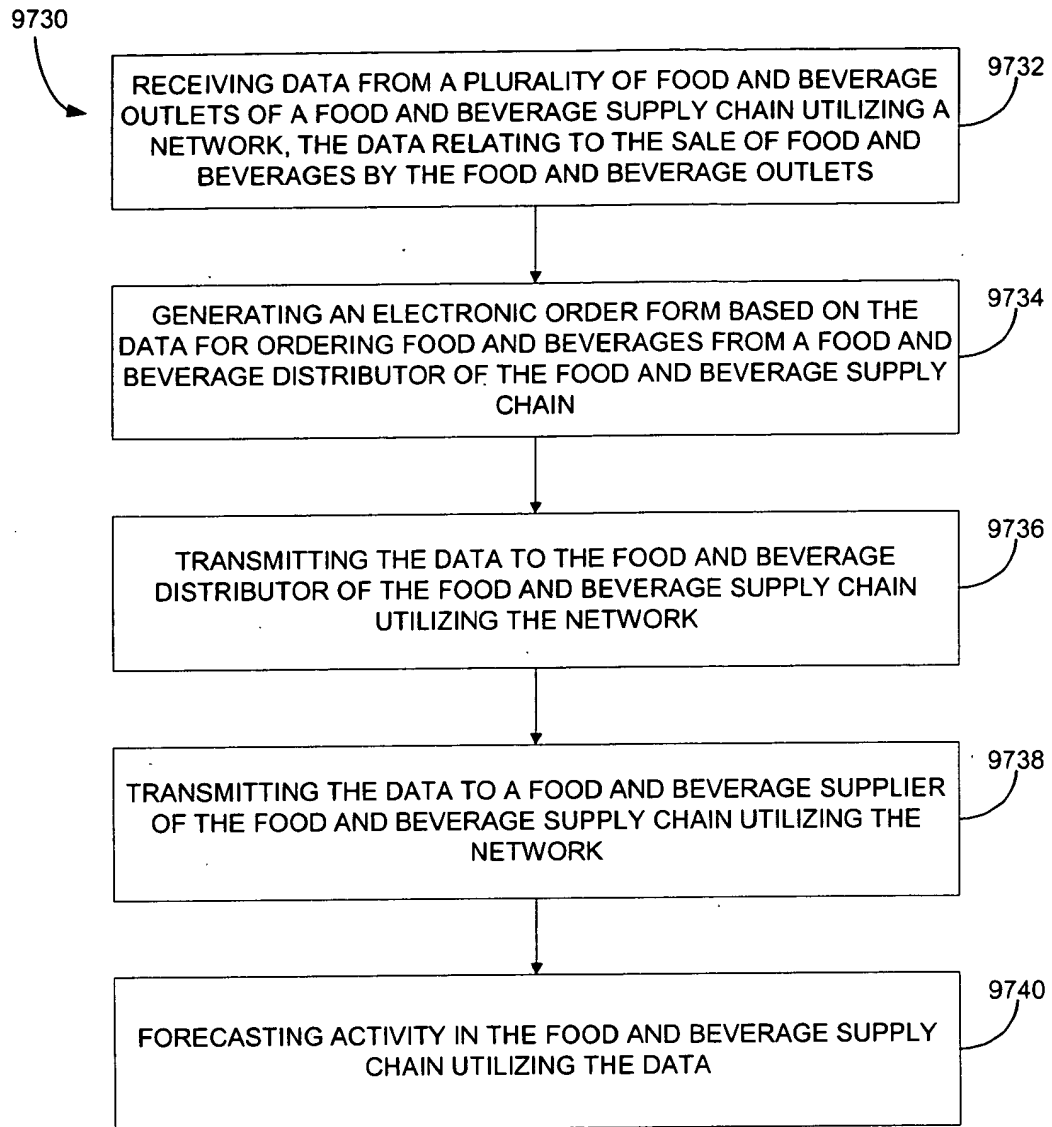 9730
9732
RECEIVING DATA FROM A PLURALITY OF FOOD AND BEVERAGE
OUTLETS OF A FOOD AND BEVERAGE SUPPLY CHAIN UTILIZING A
NETWORK, THE DATA RELATING TO THE SALE OF FOOD AND
BEVERAGES BY THE FOOD AND BEVERAGE OUTLETS
9734
GENERATING AN ELECTRONIC ORDER FORM BASED ON THE
DATA FOR ORDERING FOOD AND BEVERAGES FROM A FOOD AND
BEVERAGE DISTRIBUTOR OF THE FOOD AND BEVERAGE SUPPLY
CHAIN
9736
TRANSMITTING THE DATA TO THE FOOD AND BEVERAGE
DISTRIBUTOR OF THE FOOD AND BEVERAGE SUPPLY CHAIN
UTILIZING THE NETWORK
9738
TRANSMITTING THE DATA TO A FOOD AND BEVERAGE SUPPLIER
OF THE FOOD AND BEVERAGE SUPPLY CHAIN UTILIZING THE
NETWORK
9740
FORECASTING ACTIVITY IN THE FOOD AND BEVERAGE SUPPLY
CHAIN UTILIZING THE DATA